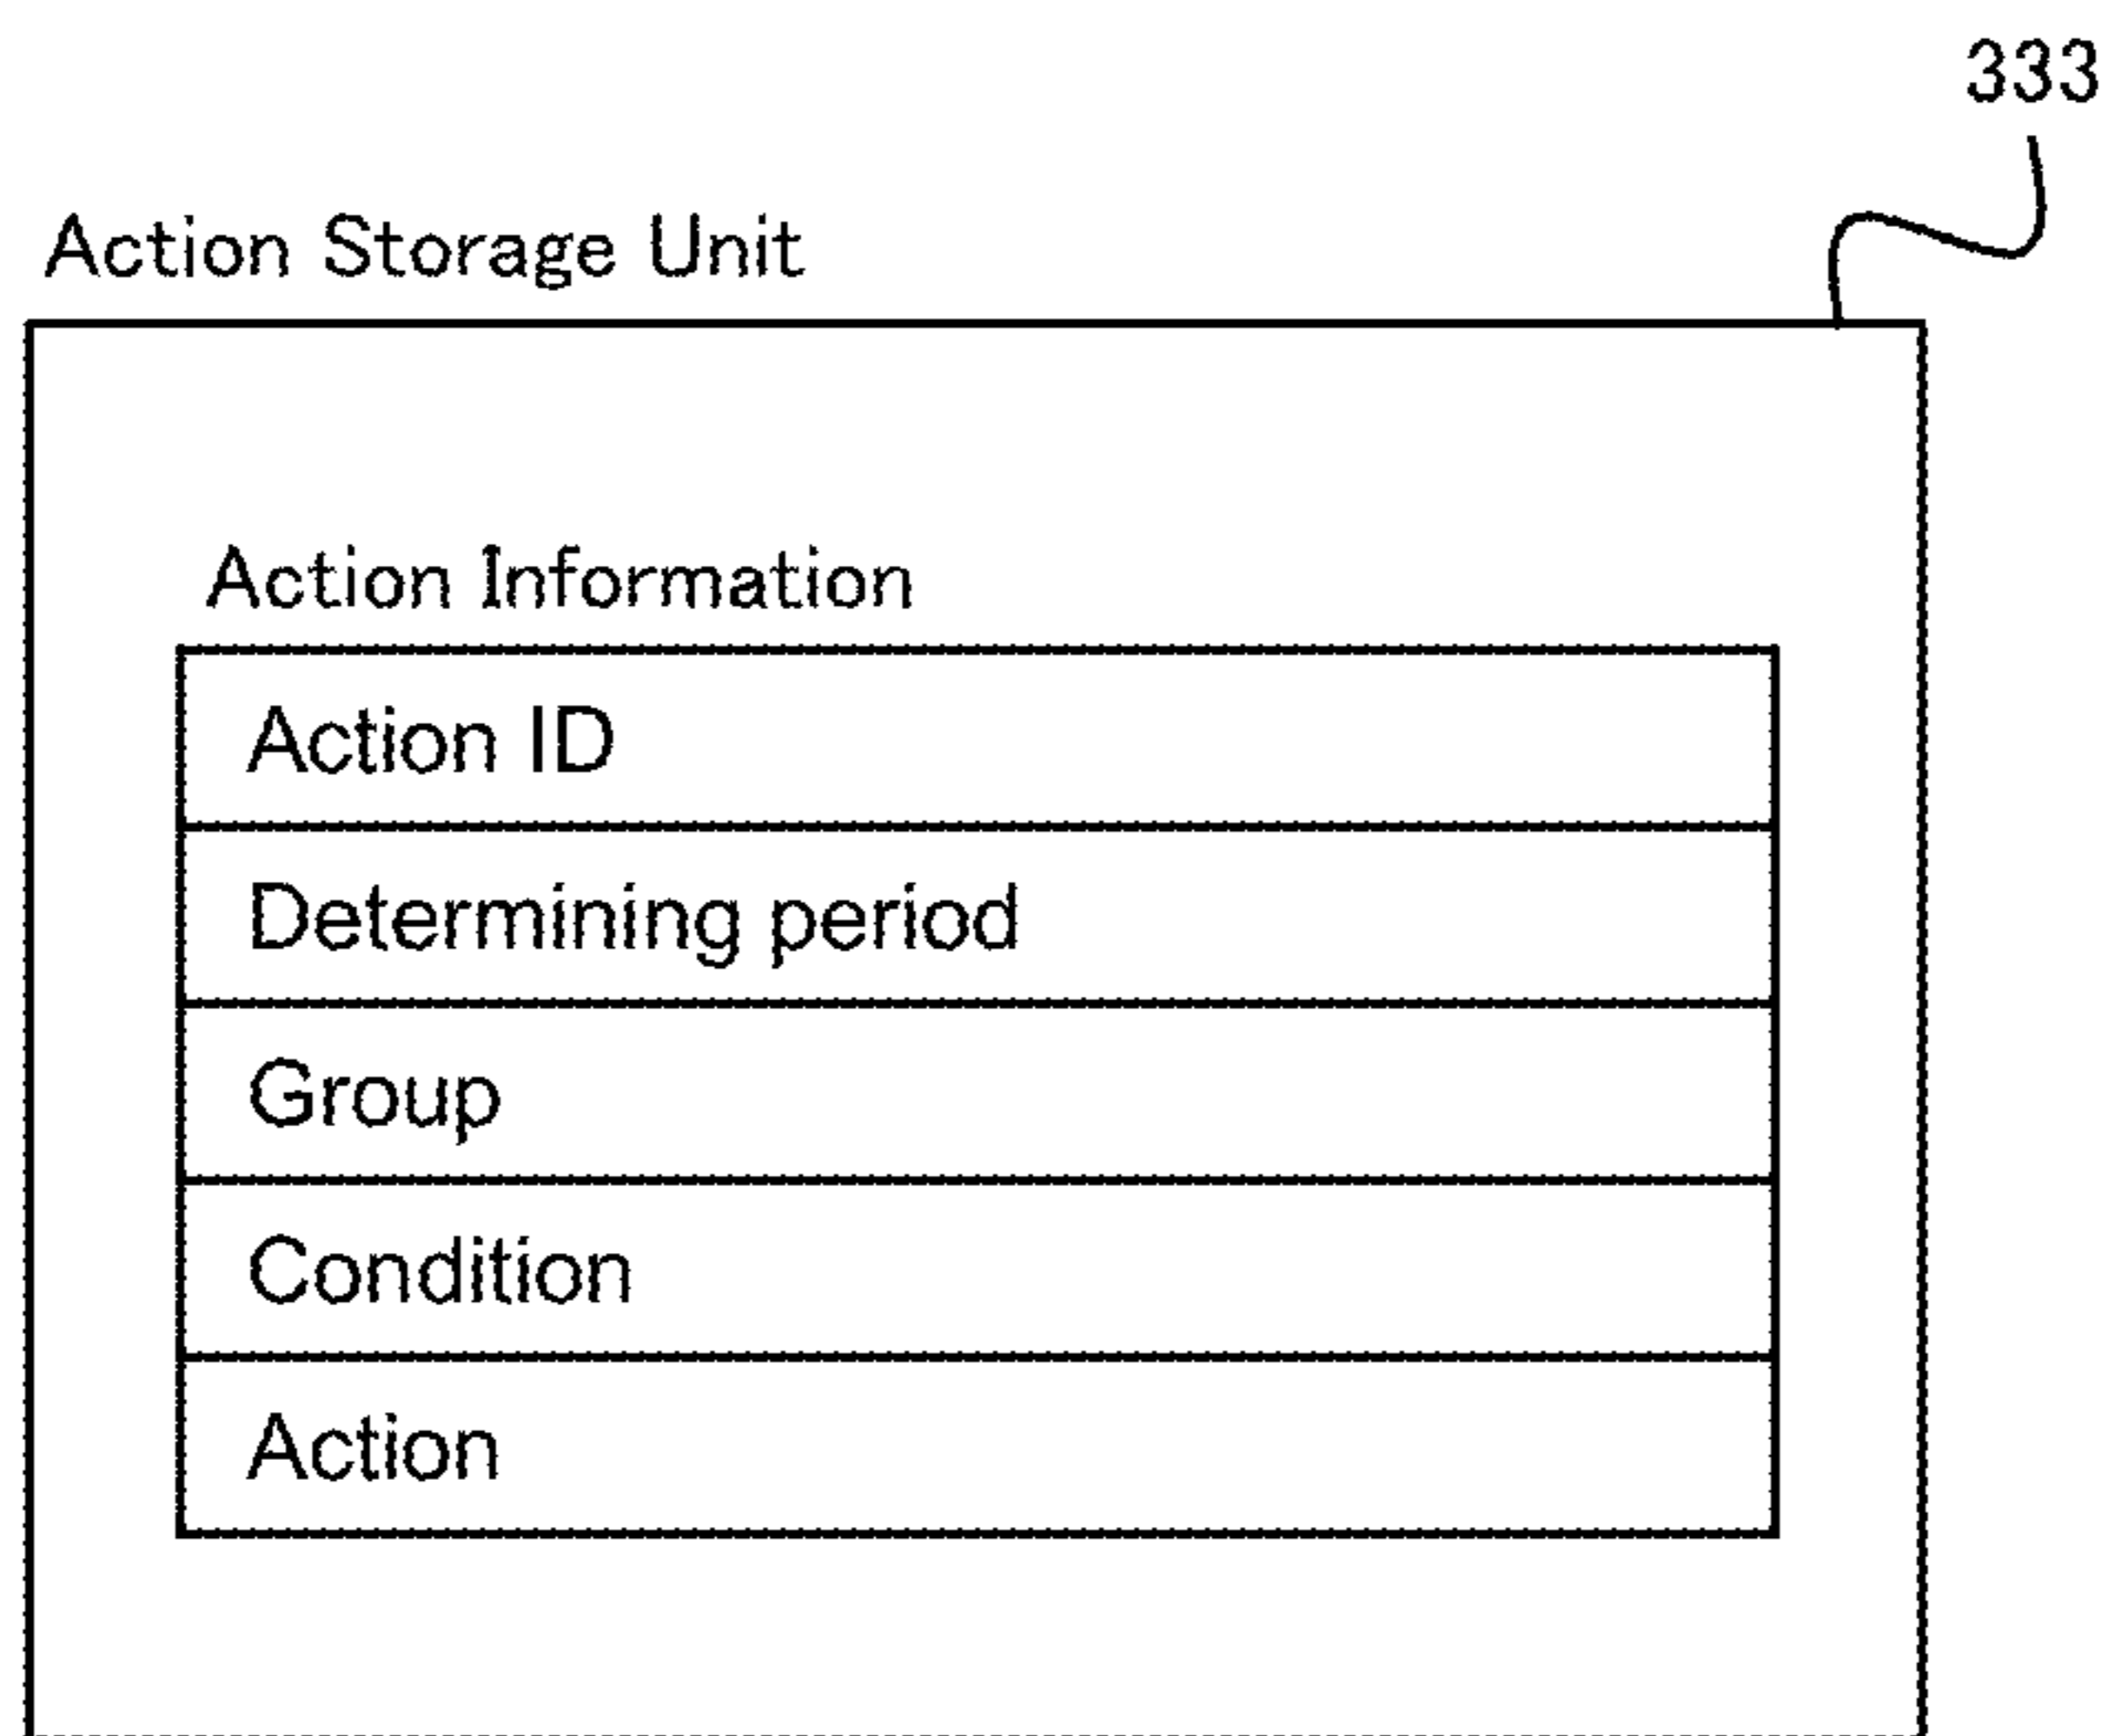 333
Action Storage Unit
Action Information
Action ID
Determining period
Group
Condition
Action